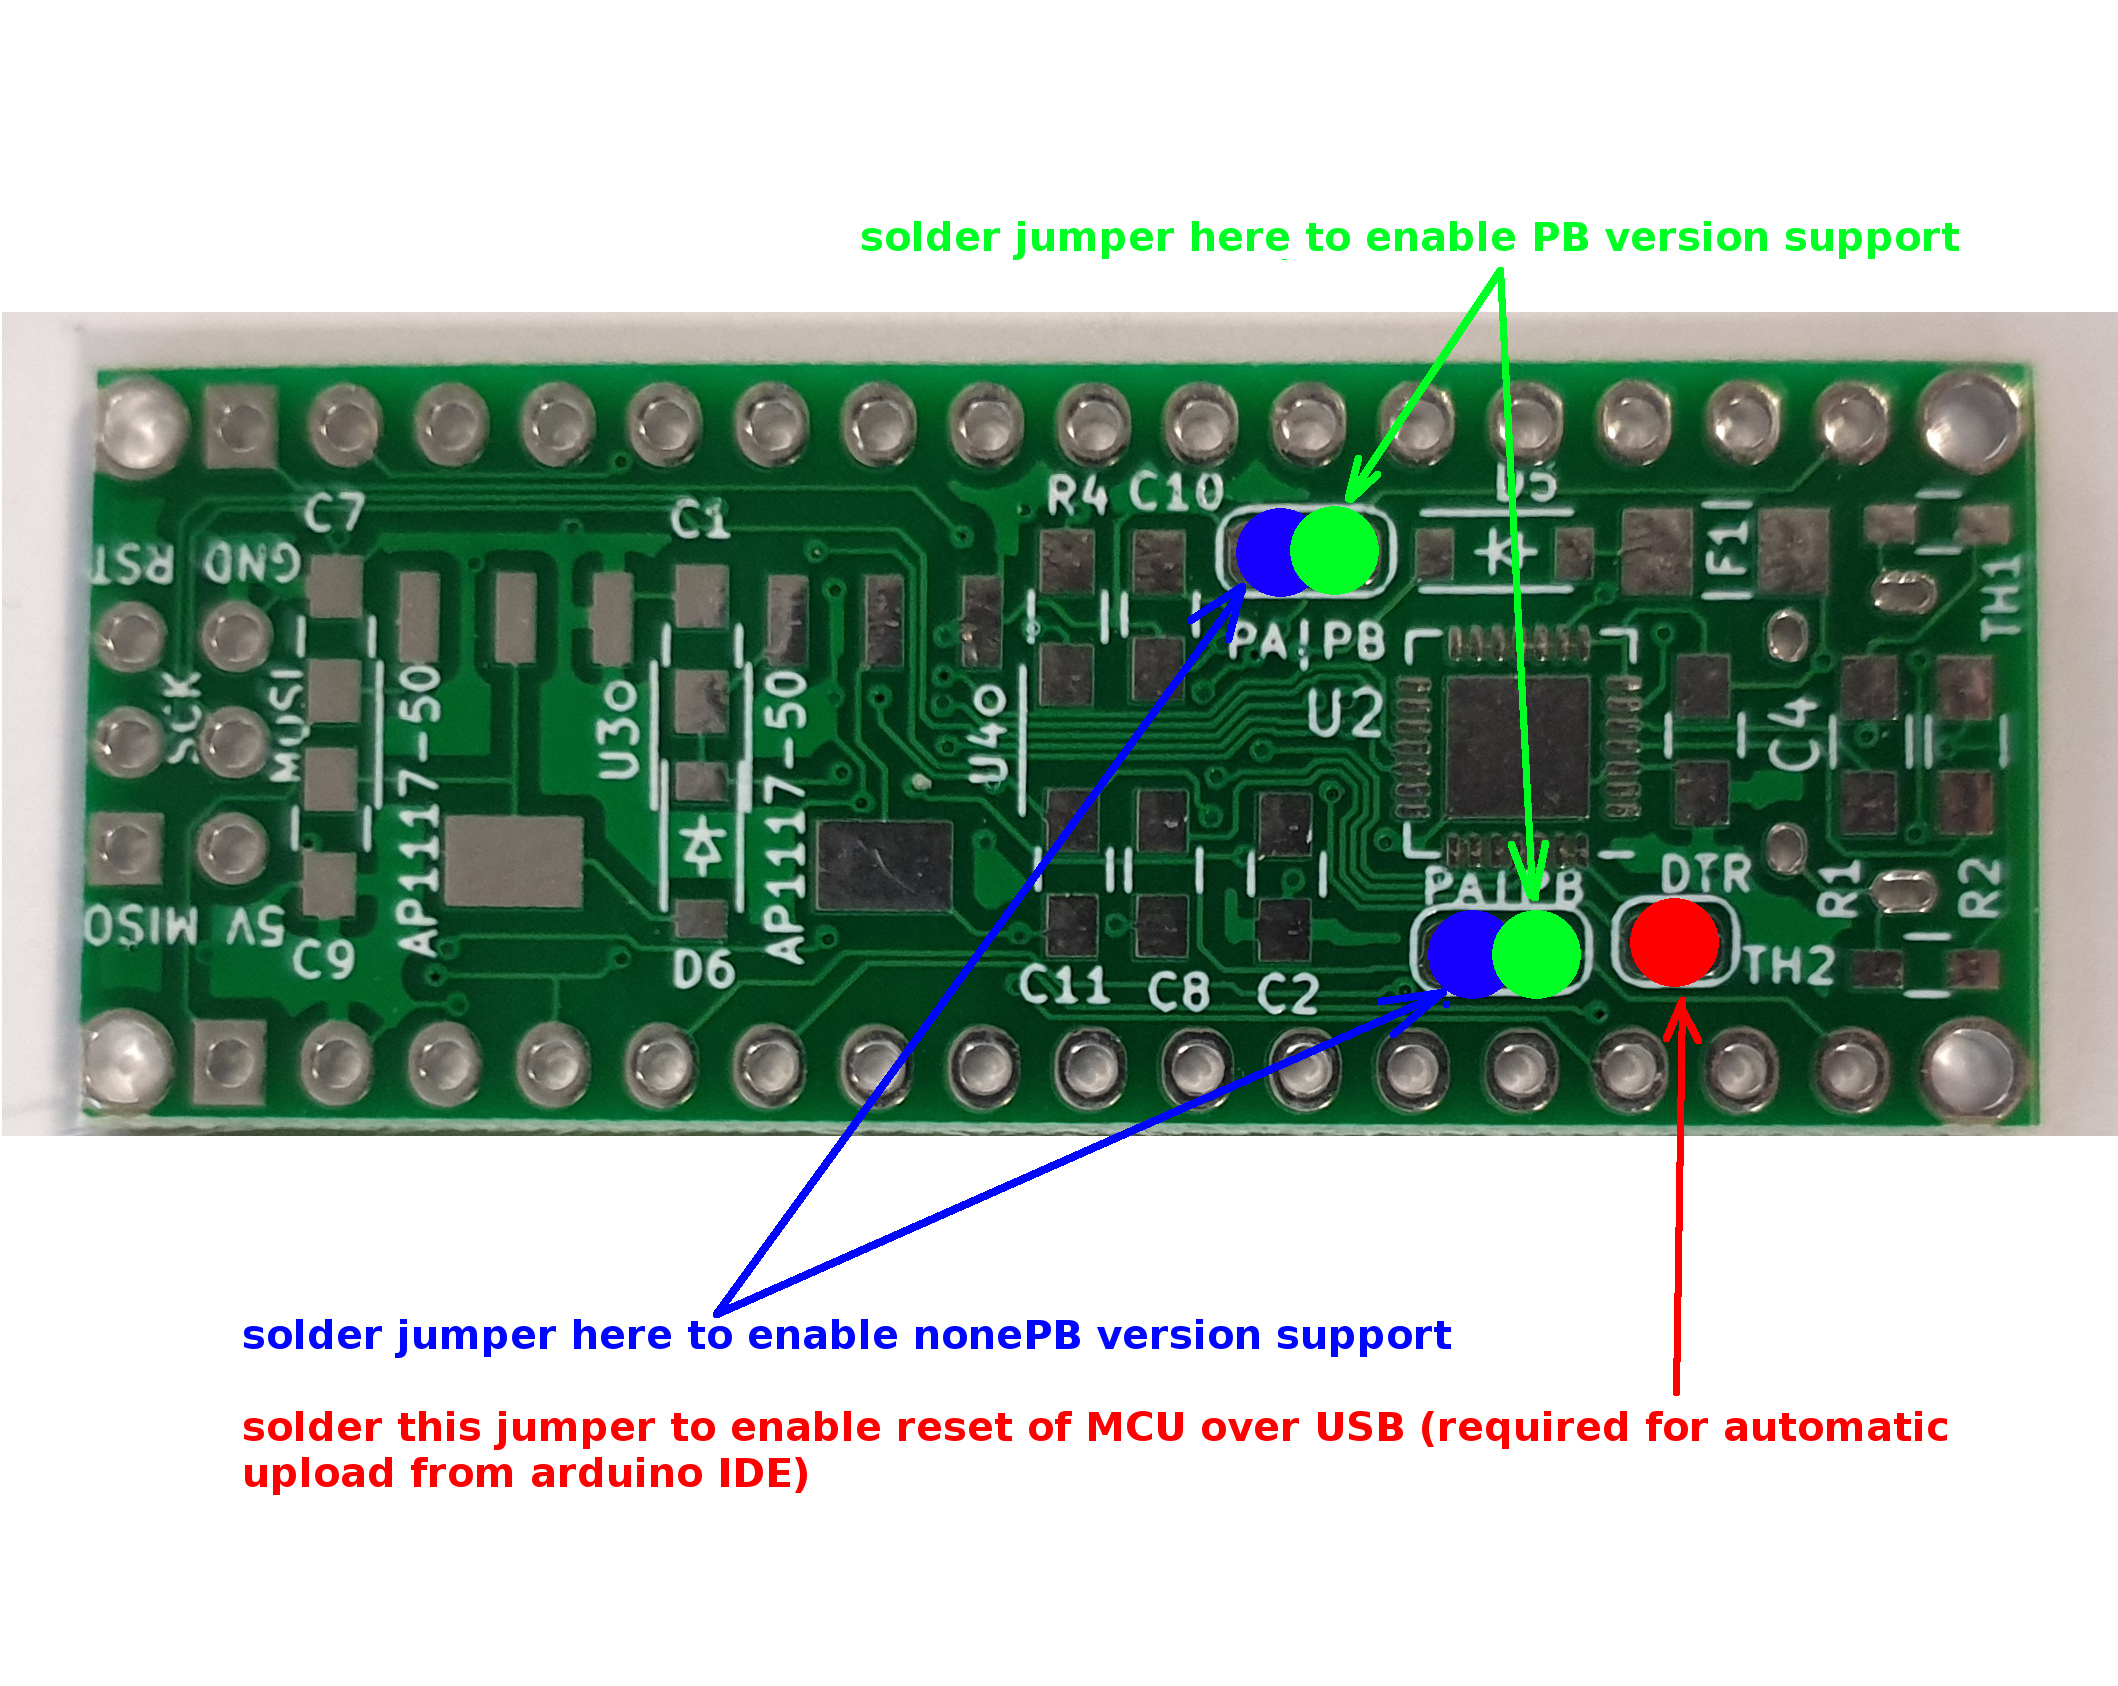 solder jumper here to enable PB version support
R4 C10
D5
C7
C1
RST GND
F1
TH1
PA|PB
U2
SCK
MOSI
AP1117-50
U30
AP1117-50
U40
C4
PA|PB
DTR
R1
R2
MISO 5V
C9
D6
C11 C8 C2
TH2
solder jumper here to enable nonePB version support
solder this jumper to enable reset of MCU over USB (required for automatic
upload from arduino IDE)